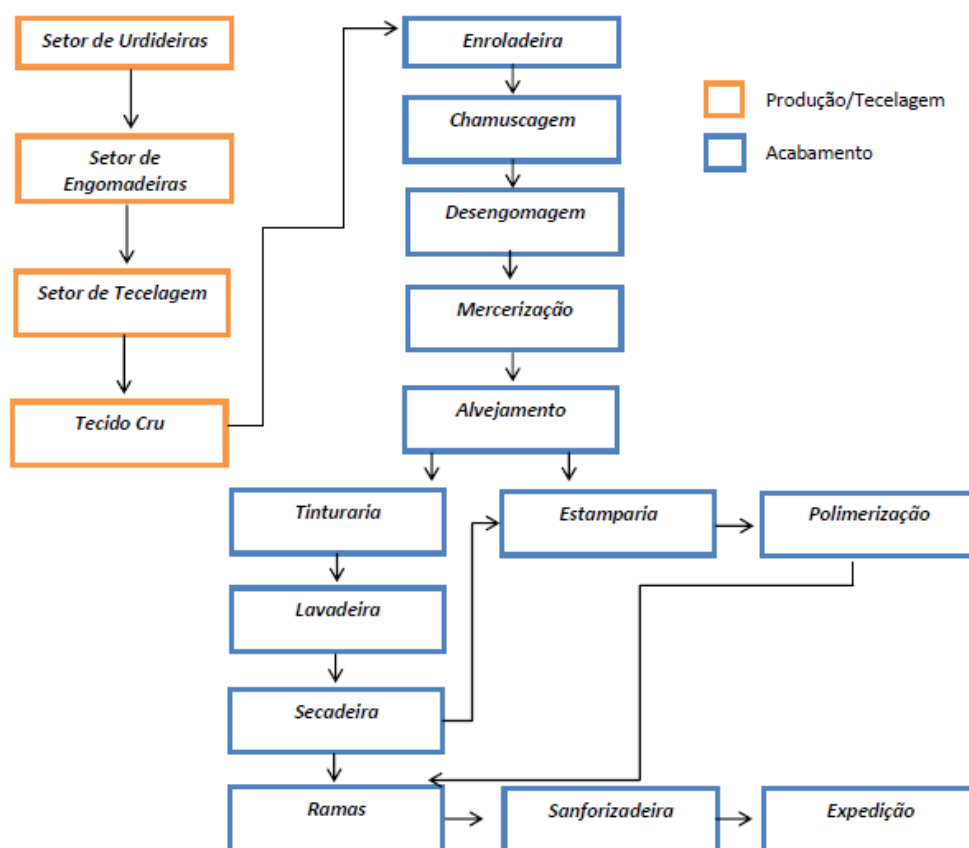 Setor de Urdideiras
Setor de
Engomadeiras
Setor de Tecelagem
Tecido Cru
Enroladeira
Chamuscagem
Desengomagem
Mercerização
Alvejamento
Tinturaria
Estamparia
Polimerização
Lavadeira
Secadeira
Ramas
Sanforizadeira
Expedição
Produção/Tecelagem
Acabamento